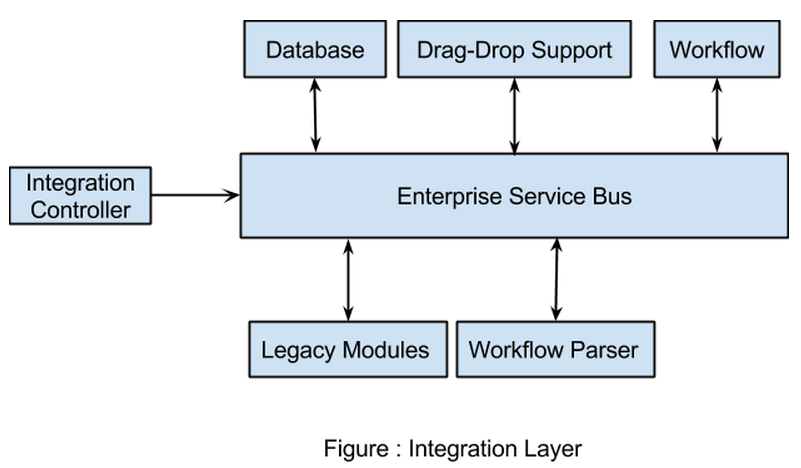 Database
Drag-Drop Support
Workflow
Integration
Controller
Enterprise Service Bus
Legacy Modules
Workflow Parser
Figure : Integration Layer